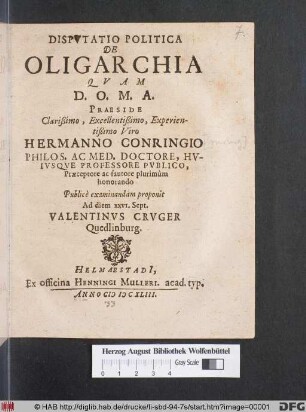 7.
DISPVTATIO POLITICA
DE
OLIGARCHIA
QVAM
D. O. M. A.
PRAESIDE
Clarissimo, Excellentissimo, Experien-
tissimo Viro
HERMANNO CONRINGIO
PHILOS. AC MED. DOCTORE, HV-
IVSQVE PROFESSORE PVBLICO,
Præceptore ac fautore plurimùm
honorando
Publicè examinandam proponit
Ad diem XXVI. Sept.
VALENTINVS CRVGER
Quedlinburg.
HELMAESTADI,
Ex officina HENNINGI MULLERI. acad. typ.
ANNO CIƆ IƆC XLIII.
Herzog August Bibliothek Wolfenbüttel
Gray Scale
© HAB http://diglib.hab.de/drucke/li-sbd-94-7s/start.htm?image=00001
DFG